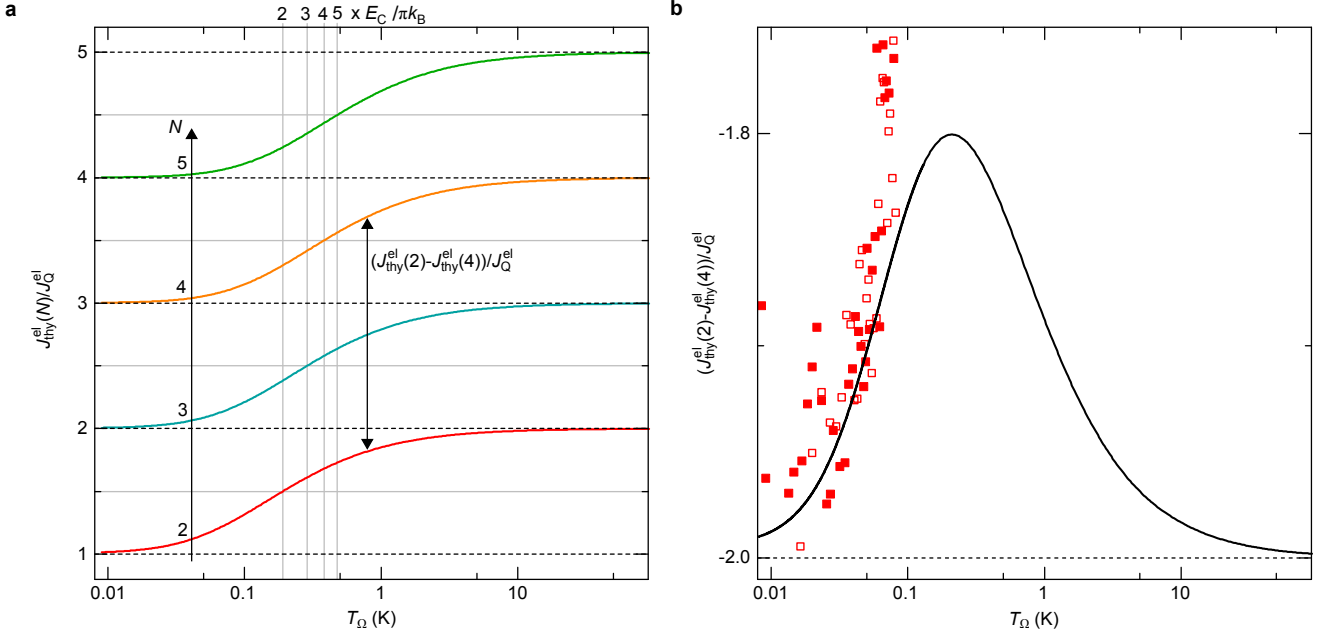 a
2 3 4 5 x E_C /πk_B
5
4
3
2
1
J^el_thy(N)/J^el_Q
N
5
4
3
2
(J^el_thy(2)-J^el_thy(4))/J^el_Q
0.01 0.1 1 10
T_Ω (K)
b
-1.8
-2.0
(J^el_thy(2)-J^el_thy(4))/J^el_Q
0.01 0.1 1 10
T_Ω (K)